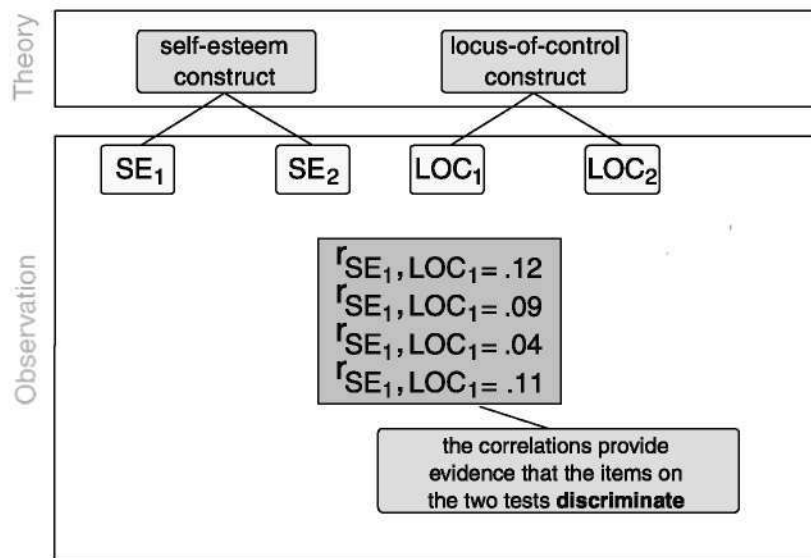 Theory
self-esteem
construct
locus-of-control
construct
Observation
SE1
SE2
LOC1
LOC2
rSE1, LOC1= .12
rSE1, LOC1= .09
rSE1, LOC1= .04
rSE1, LOC1= .11
the correlations provide
evidence that the items on
the two tests discriminate